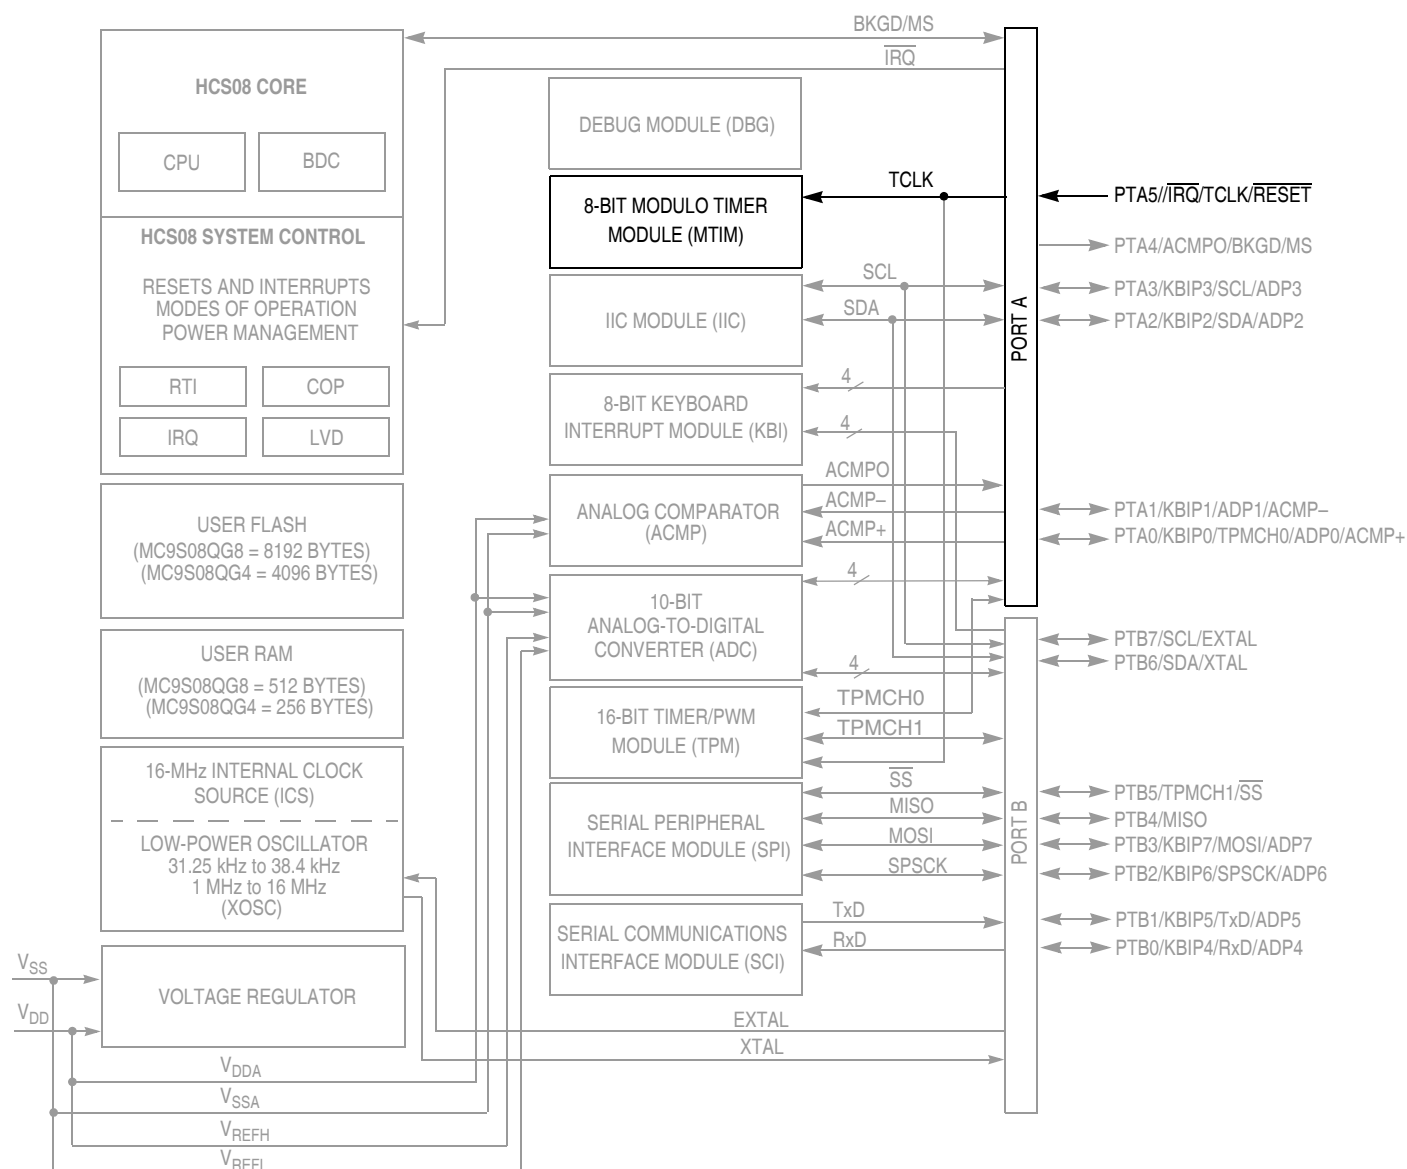 BKGD/MS
IRQ
HCS08 CORE
CPU
BDC
HCS08 SYSTEM CONTROL
RESETS AND INTERRUPTS
MODES OF OPERATION
POWER MANAGEMENT
RTI
COP
IRQ
LVD
USER FLASH
(MC9S08QG8 = 8192 BYTES)
(MC9S08QG4 = 4096 BYTES)
USER RAM
(MC9S08QG8 = 512 BYTES)
(MC9S08QG4 = 256 BYTES)
16-MHz INTERNAL CLOCK
SOURCE (ICS)
LOW-POWER OSCILLATOR
31.25 kHz to 38.4 kHz
1 MHz to 16 MHz
(XOSC)
VOLTAGE REGULATOR
VSS
VDD
VDDA
VSSA
VREFH
VREFL
DEBUG MODULE (DBG)
8-BIT MODULO TIMER
MODULE (MTIM)
IIC MODULE (IIC)
8-BIT KEYBOARD
INTERRUPT MODULE (KBI)
ANALOG COMPARATOR
(ACMP)
10-BIT
ANALOG-TO-DIGITAL
CONVERTER (ADC)
16-BIT TIMER/PWM
MODULE (TPM)
SERIAL PERIPHERAL
INTERFACE MODULE (SPI)
SERIAL COMMUNICATIONS
INTERFACE MODULE (SCI)
TCLK
SCL
SDA
4
4
ACMPO
ACMP–
ACMP+
4
4
TPMCH0
TPMCH1
SS
MISO
MOSI
SPSCK
TxD
RxD
EXTAL
XTAL
PORT A
PORT B
PTA5//IRQ/TCLK/RESET
PTA4/ACMPO/BKGD/MS
PTA3/KBIP3/SCL/ADP3
PTA2/KBIP2/SDA/ADP2
PTA1/KBIP1/ADP1/ACMP–
PTA0/KBIP0/TPMCH0/ADP0/ACMP+
PTB7/SCL/EXTAL
PTB6/SDA/XTAL
PTB5/TPMCH1/SS
PTB4/MISO
PTB3/KBIP7/MOSI/ADP7
PTB2/KBIP6/SPSCK/ADP6
PTB1/KBIP5/TxD/ADP5
PTB0/KBIP4/RxD/ADP4